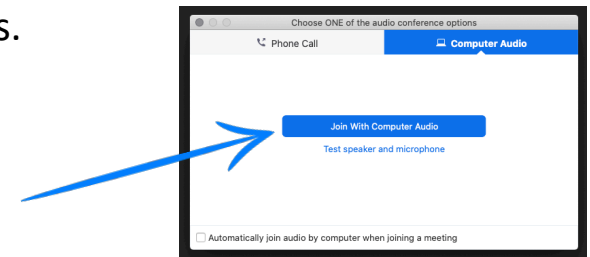 s.
Choose ONE of the audio conference options
Phone Call
Computer Audio
Join With Computer Audio
Test speaker and microphone
Automatically join audio by computer when joining a meeting